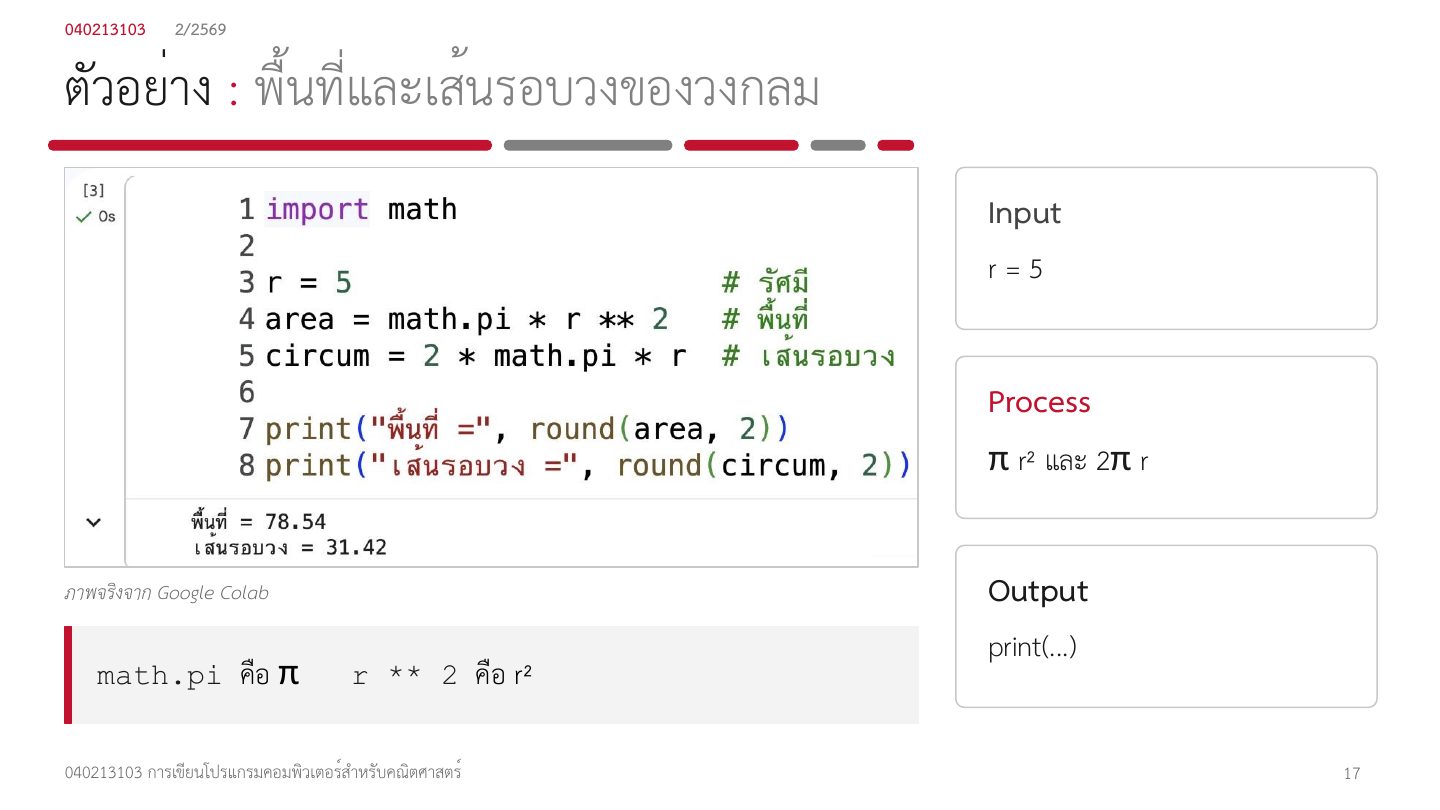 040213103 2/2569
ตัวอย่าง : พื้นที่และเส้นรอบวงของวงกลม
[3]
0s
1 import math
2
3 r = 5 # รัศมี
4 area = math.pi * r ** 2 # พื้นที่
5 circum = 2 * math.pi * r # เส้นรอบวง
6
7 print("พื้นที่ =", round(area, 2))
8 print("เส้นรอบวง =", round(circum, 2))
พื้นที่ = 78.54
เส้นรอบวง = 31.42
ภาพจริงจาก Google Colab
math.pi คือ π r ** 2 คือ r²
Input
r = 5
Process
π r² และ 2π r
Output
print(...)
040213103 การเขียนโปรแกรมคอมพิวเตอร์สำหรับคณิตศาสตร์
17